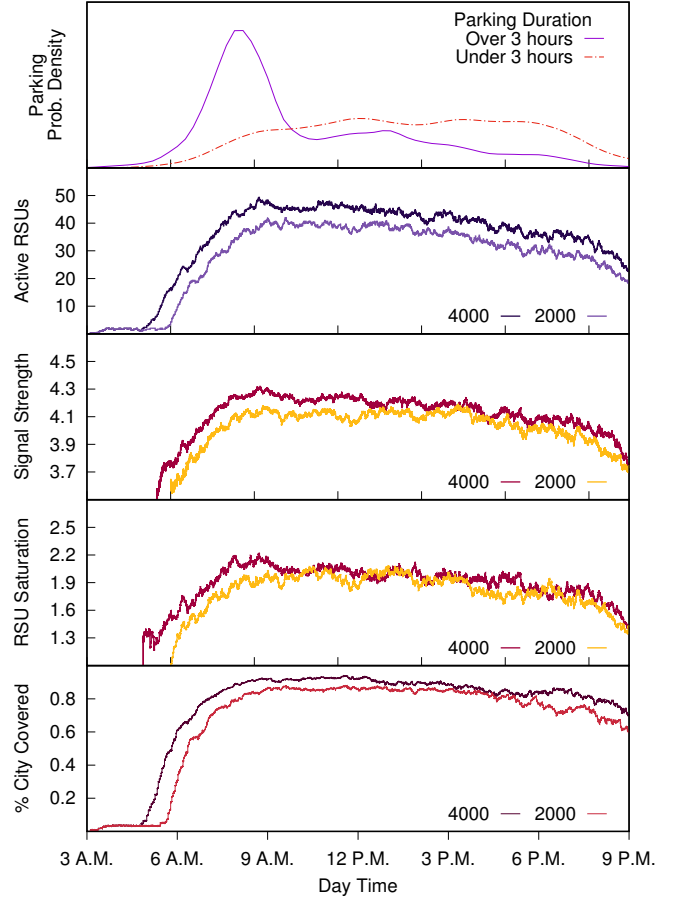 Parking Duration
Over 3 hours
Under 3 hours
Parking
Prob. Density
50
40
30
20
10
Active RSUs
4000 2000
4.5
4.3
4.1
3.9
3.7
Signal Strength
4000 2000
2.5
2.2
1.9
1.6
1.3
RSU Saturation
4000 2000
0.8
0.6
0.4
0.2
% City Covered
4000 2000
3 A.M. 6 A.M. 9 A.M. 12 P.M. 3 P.M. 6 P.M. 9 P.M.
Day Time